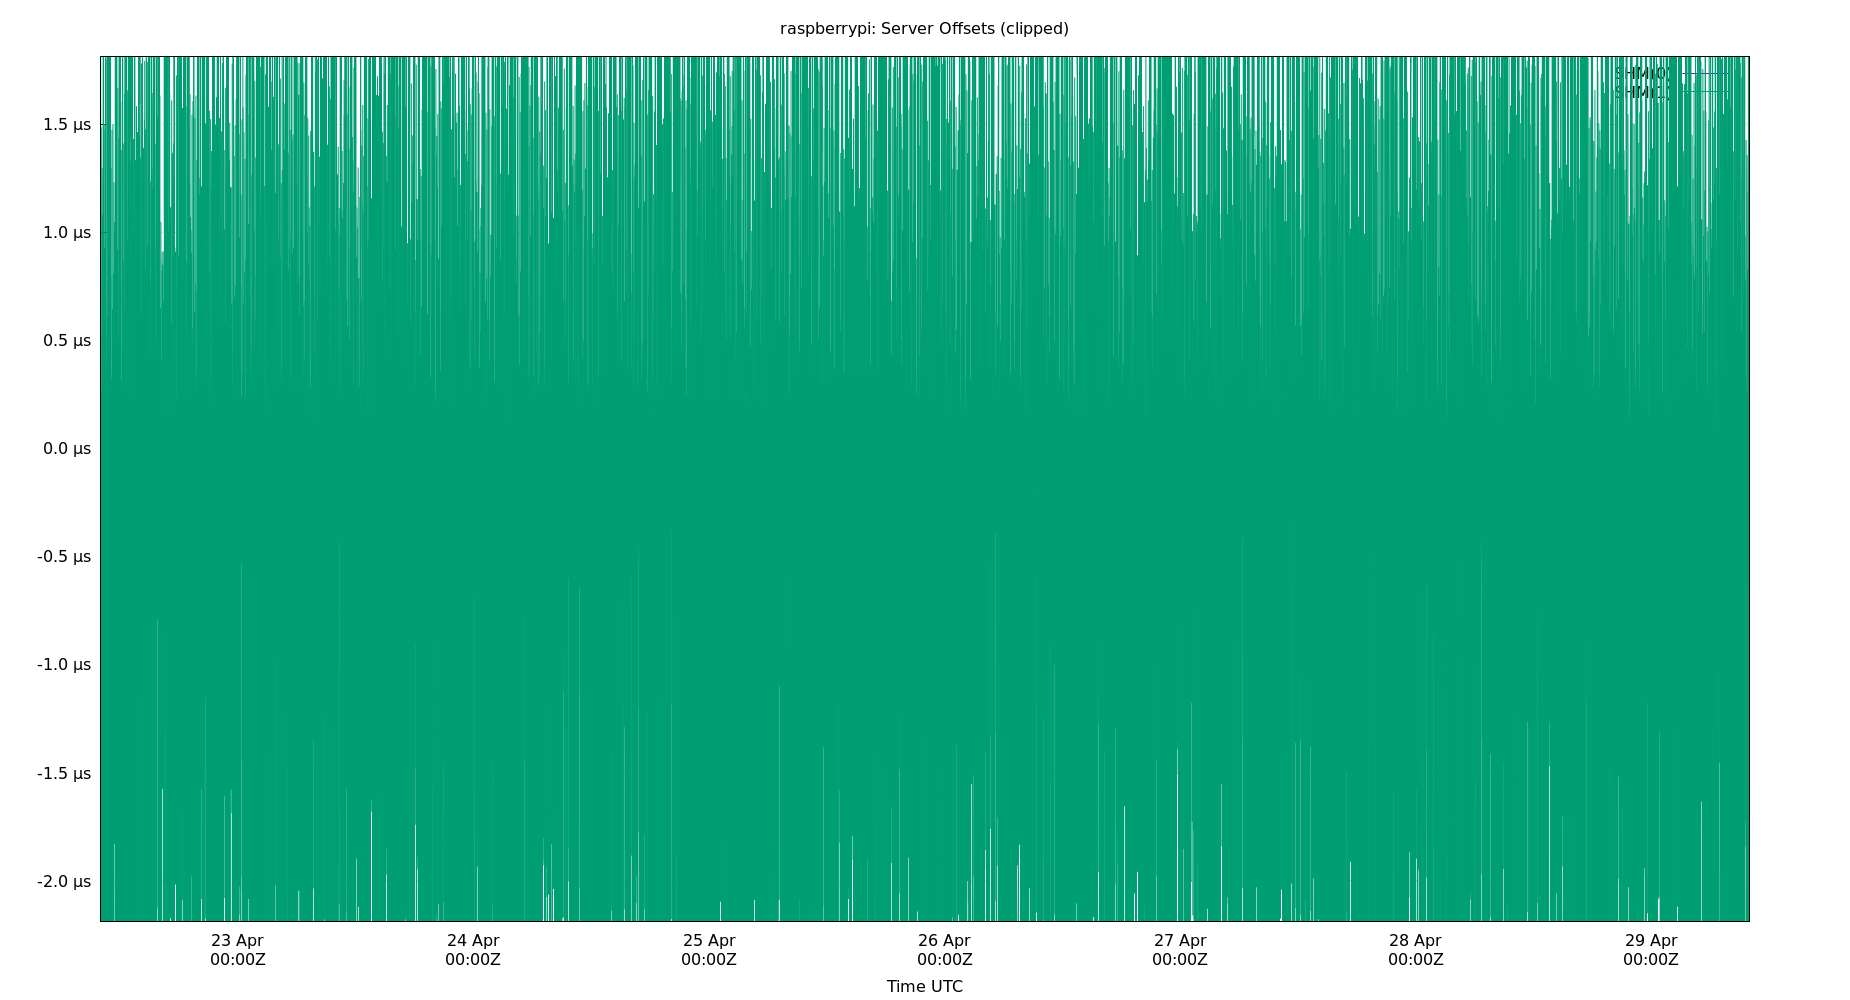 raspberrypi: Server Offsets (clipped)
1.5 µs
1.0 µs
0.5 µs
0.0 µs
-0.5 µs
-1.0 µs
-1.5 µs
-2.0 µs
23 Apr
00:00Z
24 Apr
00:00Z
25 Apr
00:00Z
26 Apr
00:00Z
27 Apr
00:00Z
28 Apr
00:00Z
29 Apr
00:00Z
Time UTC